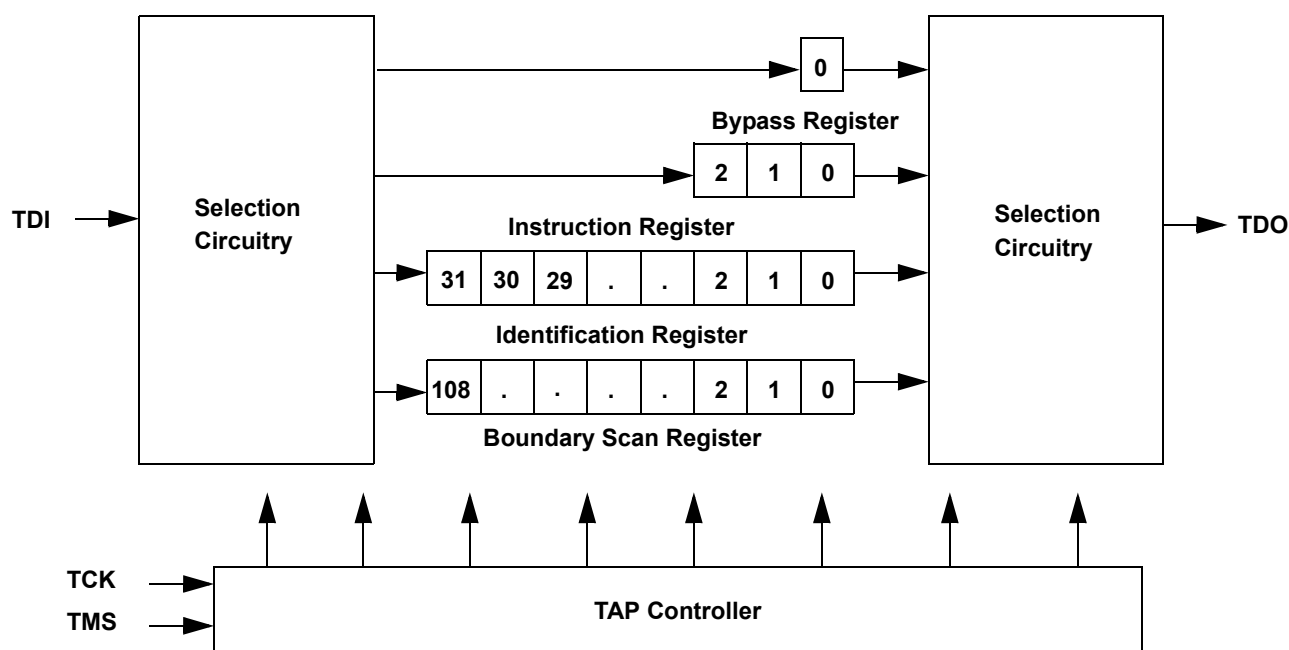 0
Bypass Register
2 1 0
Selection
Circuitry
Selection
Circuitry
TDI
TDO
Instruction Register
31 30 29 . . 2 1 0
Identification Register
108 . . . . 2 1 0
Boundary Scan Register
TCK
TMS
TAP Controller